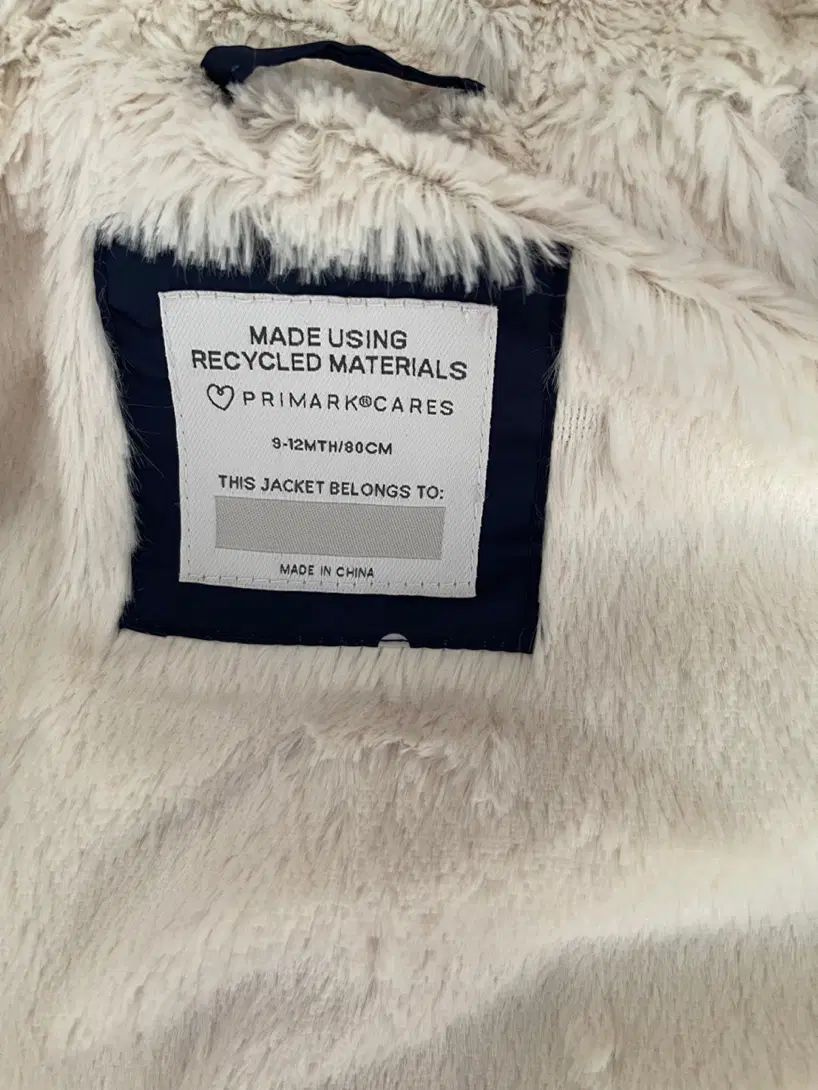 MADE USING
RECYCLED MATERIALS
PRIMARK®CARES
9-12MTH/80CM
THIS JACKET BELONGS TO:
MADE IN CHINA